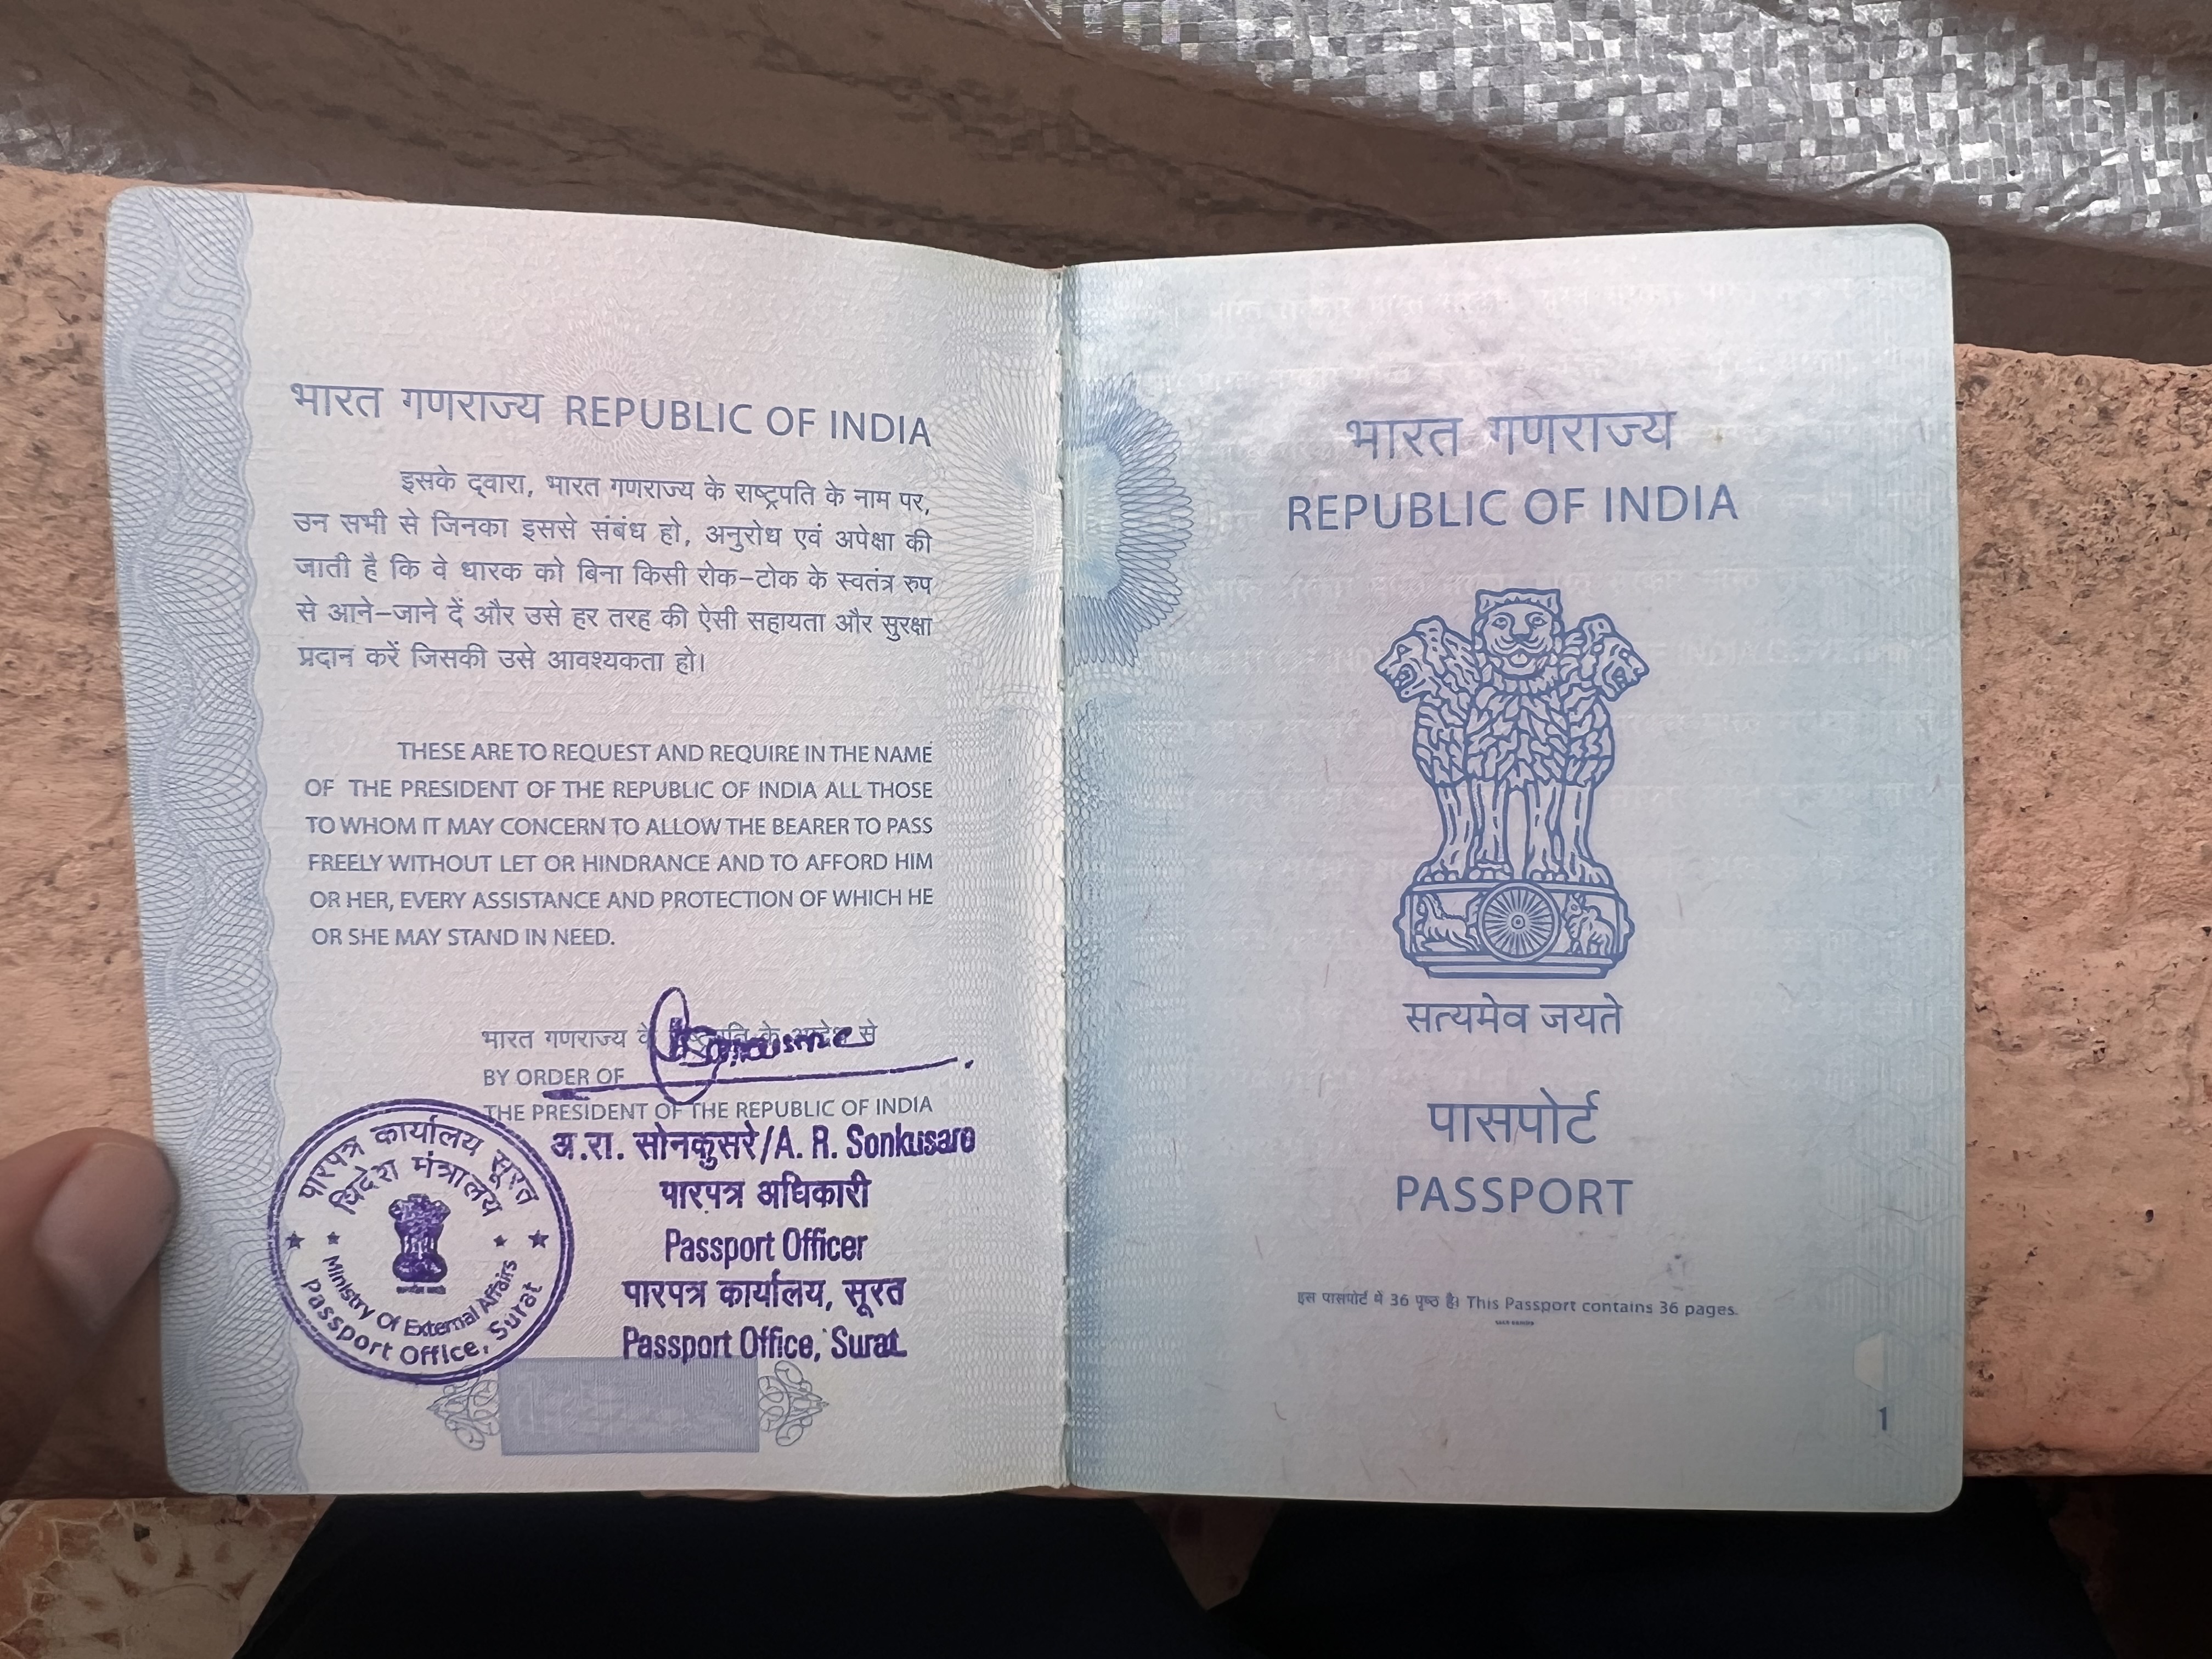 भारत गणराज्य REPUBLIC OF INDIA
इसके द्वारा, भारत गणराज्य के राष्ट्रपति के नाम पर,
उन सभी से जिनका इससे संबंध हो, अनुरोध एवं अपेक्षा की
जाती है कि वे धारक को बिना किसी रोक-टोक के स्वतंत्र रूप
से आने-जाने दें और उसे हर तरह की ऐसी सहायता और सुरक्षा
प्रदान करें जिसकी उसे आवश्यकता हो।
THESE ARE TO REQUEST AND REQUIRE IN THE NAME
OF THE PRESIDENT OF THE REPUBLIC OF INDIA ALL THOSE
TO WHOM IT MAY CONCERN TO ALLOW THE BEARER TO PASS
FREELY WITHOUT LET OR HINDRANCE AND TO AFFORD HIM
OR HER, EVERY ASSISTANCE AND PROTECTION OF WHICH HE
OR SHE MAY STAND IN NEED.
भारत गणराज्य के से
BY ORDER OF
THE PRESIDENT OF THE REPUBLIC OF INDIA
अ.रा. सोनकुसरे/A. R. Sonkusare
पारपत्र अधिकारी
Passport Officer
पारपत्र कार्यालय, सूरत
Passport Office, Surat
पारपत्र कार्यालय सूरत
विदेश मंत्रालय
Ministry Of External Affairs
Passport Office, Surat
भारत गणराज्य
REPUBLIC OF INDIA
सत्यमेव जयते
पासपोर्ट
PASSPORT
इस पासपोर्ट में 36 पृष्ठ हैं। This Passport contains 36 pages.
1